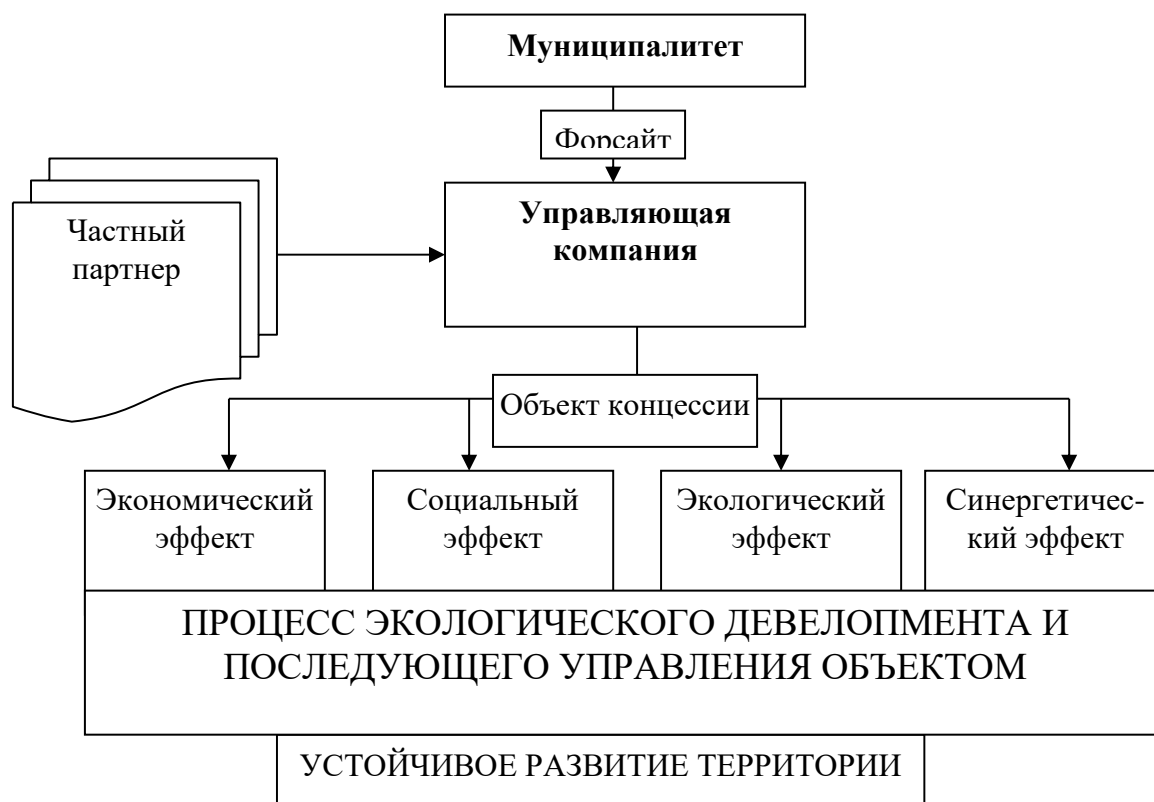 Муниципалитет
Форсайт
Управляющая
компания
Частный
партнер
Объект концессии
Экономический
эффект
Социальный
эффект
Экологический
эффект
Синергетичес-
кий эффект
ПРОЦЕСС ЭКОЛОГИЧЕСКОГО ДЕВЕЛОПМЕНТА И
ПОСЛЕДУЮЩЕГО УПРАВЛЕНИЯ ОБЪЕКТОМ
УСТОЙЧИВОЕ РАЗВИТИЕ ТЕРРИТОРИИ